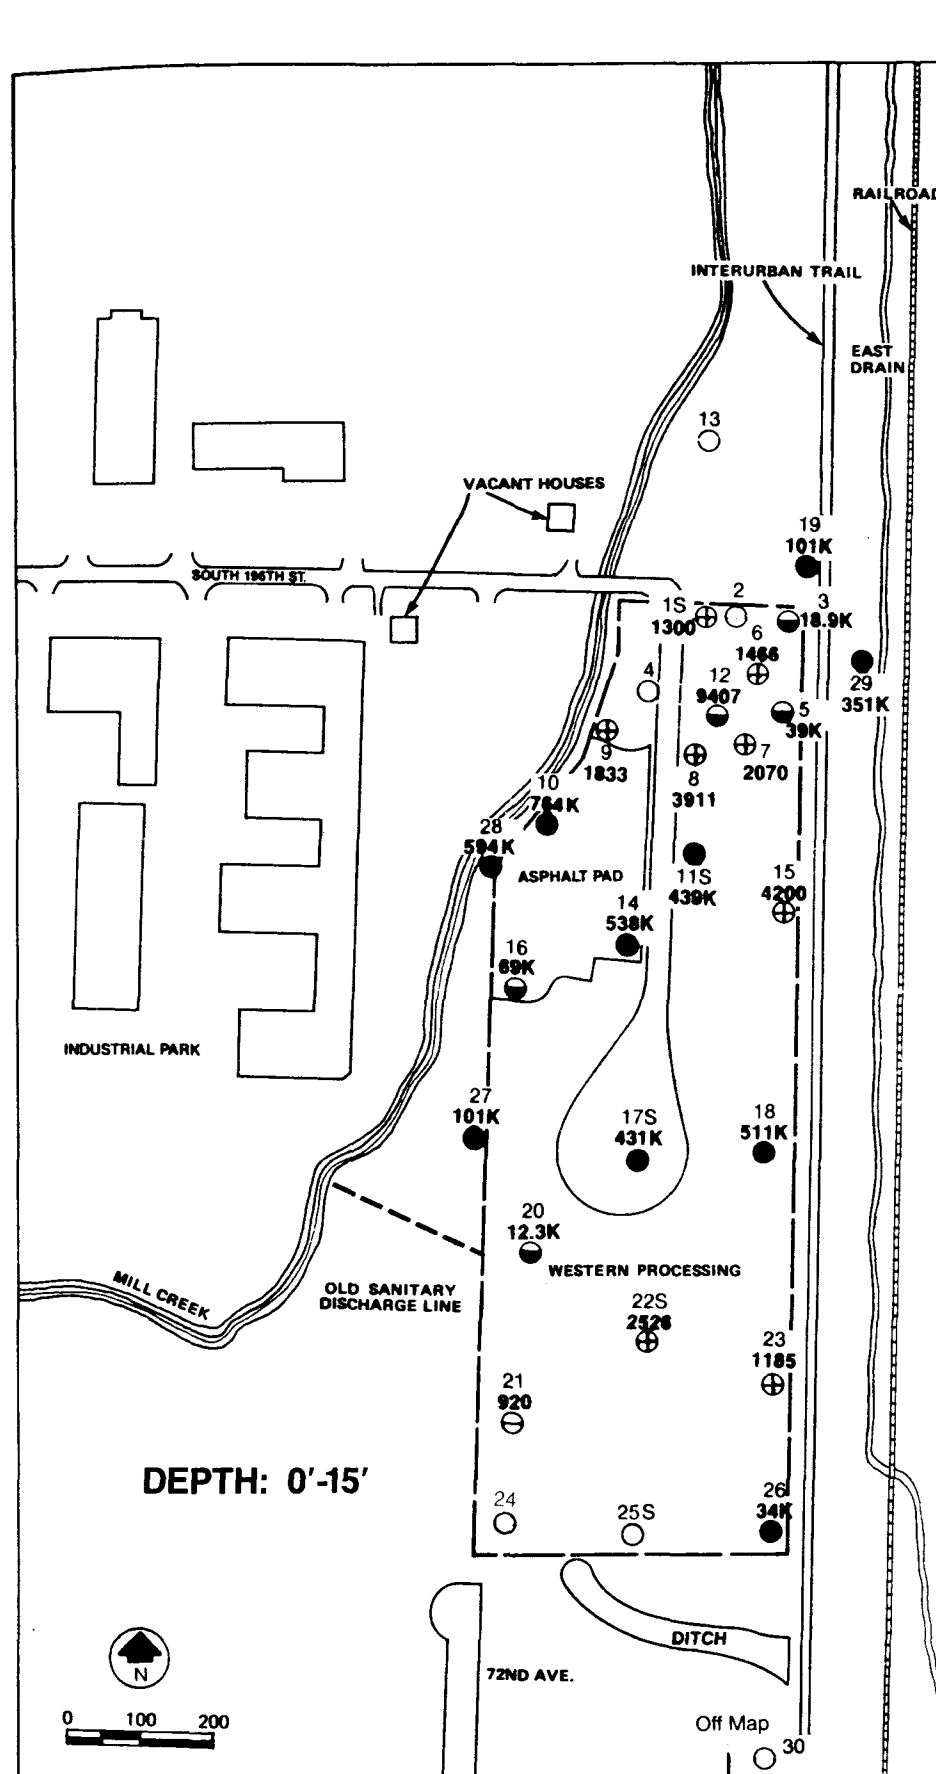 RAILROAD
INTERURBAN TRAIL
EAST
DRAIN
13
VACANT HOUSES
19
101K
SOUTH 196TH ST.
1S
1300
2
3
18.9K
6
1466
4
12
9407
29
351K
5
39K
9
1833
7
2070
8
3911
10
764K
28
594K
ASPHALT PAD
11S
439K
15
4200
14
538K
16
69K
INDUSTRIAL PARK
27
101K
17S
431K
18
511K
20
12.3K
WESTERN PROCESSING
MILL CREEK
OLD SANITARY
DISCHARGE LINE
22S
2526
23
1185
21
920
DEPTH: 0'-15'
24
25S
26
34K
DITCH
N
72ND AVE.
0 100 200
Off Map
30